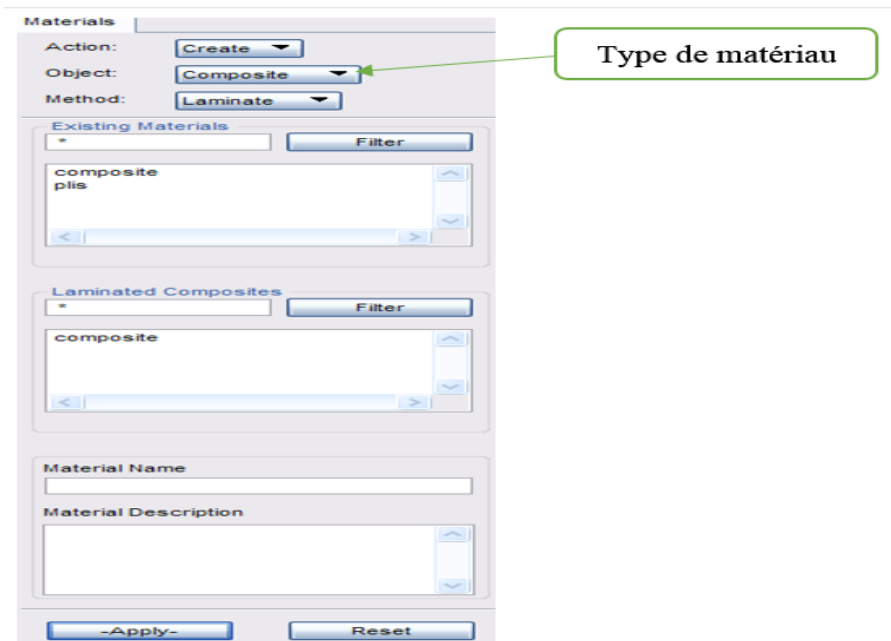 Materials
Action: Create
Type de matériau
Object: Composite
Method: Laminate
Existing Materials
* Filter
composite
plis
Laminated Composites
* Filter
composite
Material Name
Material Description
-Apply- Reset